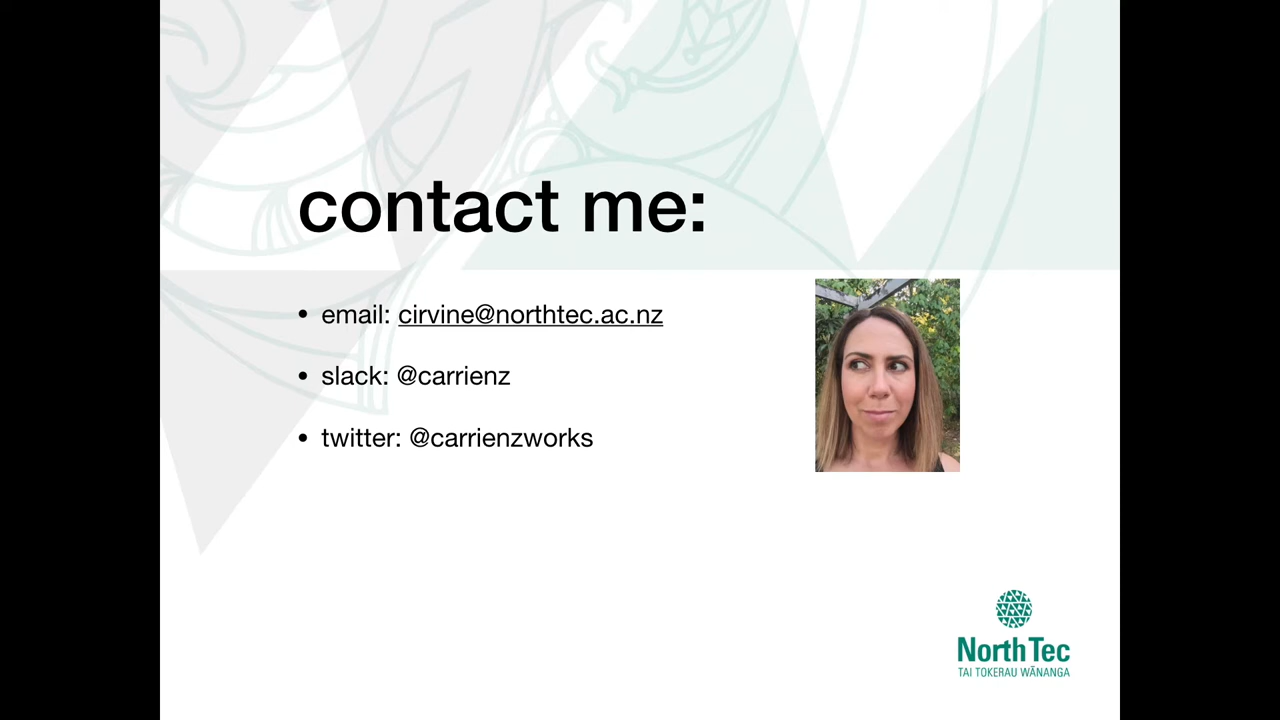 contact me:
• email: cirvine@northtec.ac.nz
• slack: @carrienz
• twitter: @carrienzworks
NorthTec
TAI TOKERAU WĀNANGA